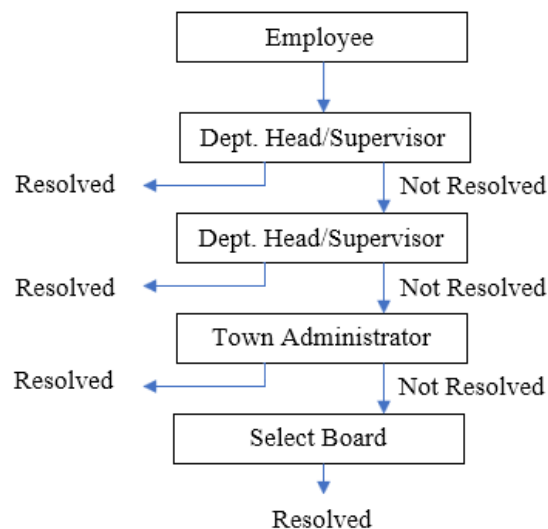 Employee
Dept. Head/Supervisor
Resolved
Not Resolved
Dept. Head/Supervisor
Resolved
Not Resolved
Town Administrator
Resolved
Not Resolved
Select Board
Resolved